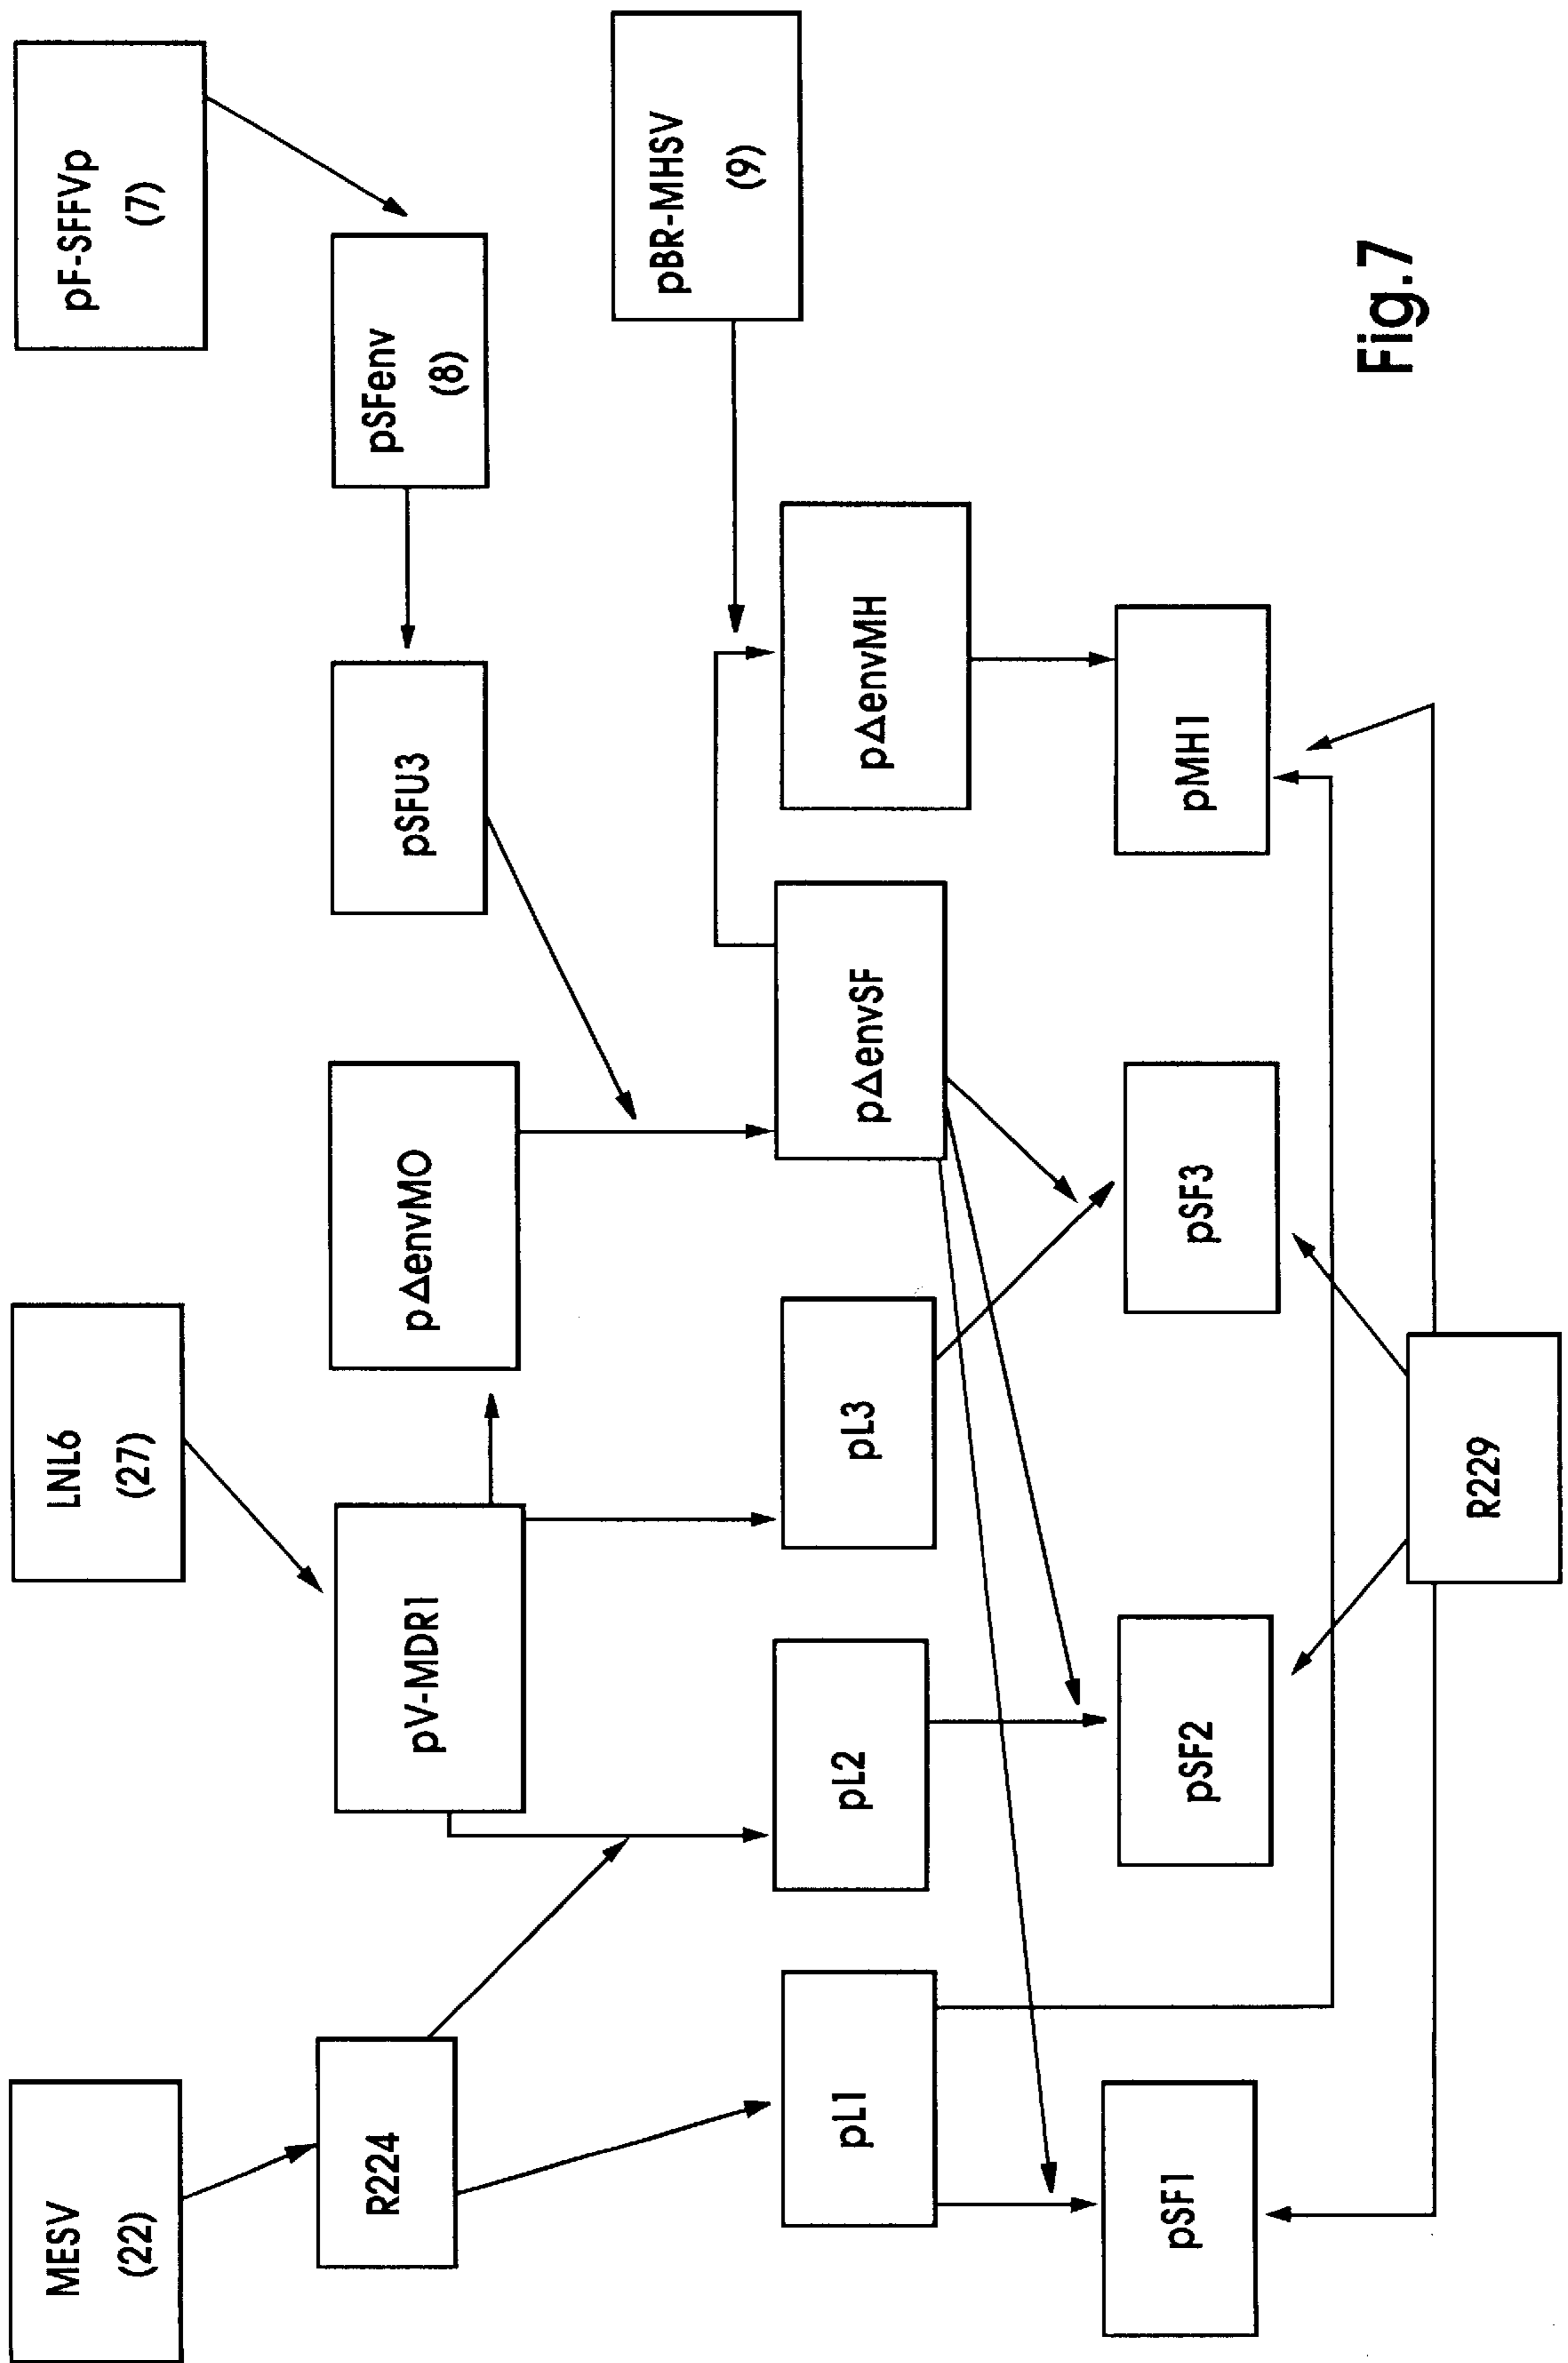 MESV
(22)
LNL6
(27)
pF-SFFVp
(7)
R224
pV-MDR1
pΔenvMO
pSFU3
pSFenv
(8)
pBR-MHSV
(9)
pL1
pL2
pL3
pΔenvSF
pΔenvMH
pSF1
pSF2
pSF3
pMH1
R229
Fig.7